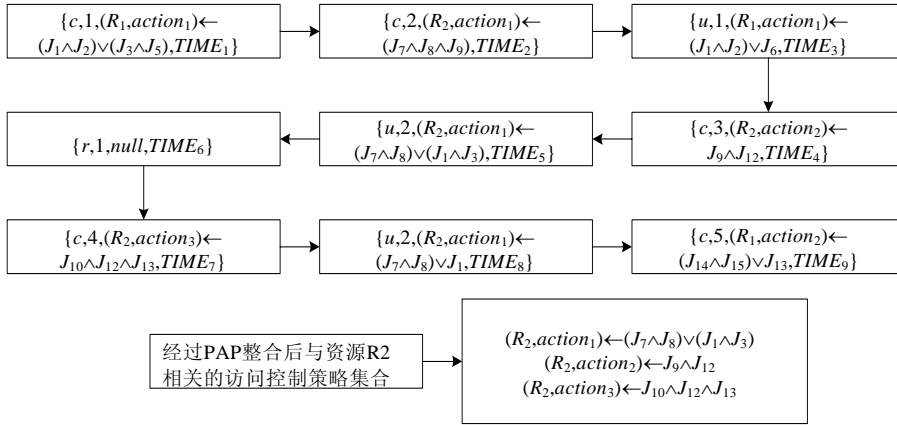 {c,1,(R₁,action₁)←
(J₁∧J₂)∨(J₃∧J₅),TIME₁}
{c,2,(R₂,action₁)←
(J₇∧J₈∧J₉),TIME₂}
{u,1,(R₁,action₁)←
(J₁∧J₂)∨J₆,TIME₃}
{r,1,null,TIME₆}
{u,2,(R₂,action₁)←
(J₇∧J₈)∨(J₁∧J₃),TIME₅}
{c,3,(R₂,action₂)←
J₉∧J₁₂,TIME₄}
{c,4,(R₂,action₃)←
J₁₀∧J₁₂∧J₁₃,TIME₇}
{u,2,(R₂,action₁)←
(J₇∧J₈)∨J₁,TIME₈}
{c,5,(R₁,action₂)←
(J₁₄∧J₁₅)∨J₁₃,TIME₉}
经过PAP整合后与资源R2
相关的访问控制策略集合
(R₂,action₁)←(J₇∧J₈)∨(J₁∧J₃)
(R₂,action₂)←J₉∧J₁₂
(R₂,action₃)←J₁₀∧J₁₂∧J₁₃